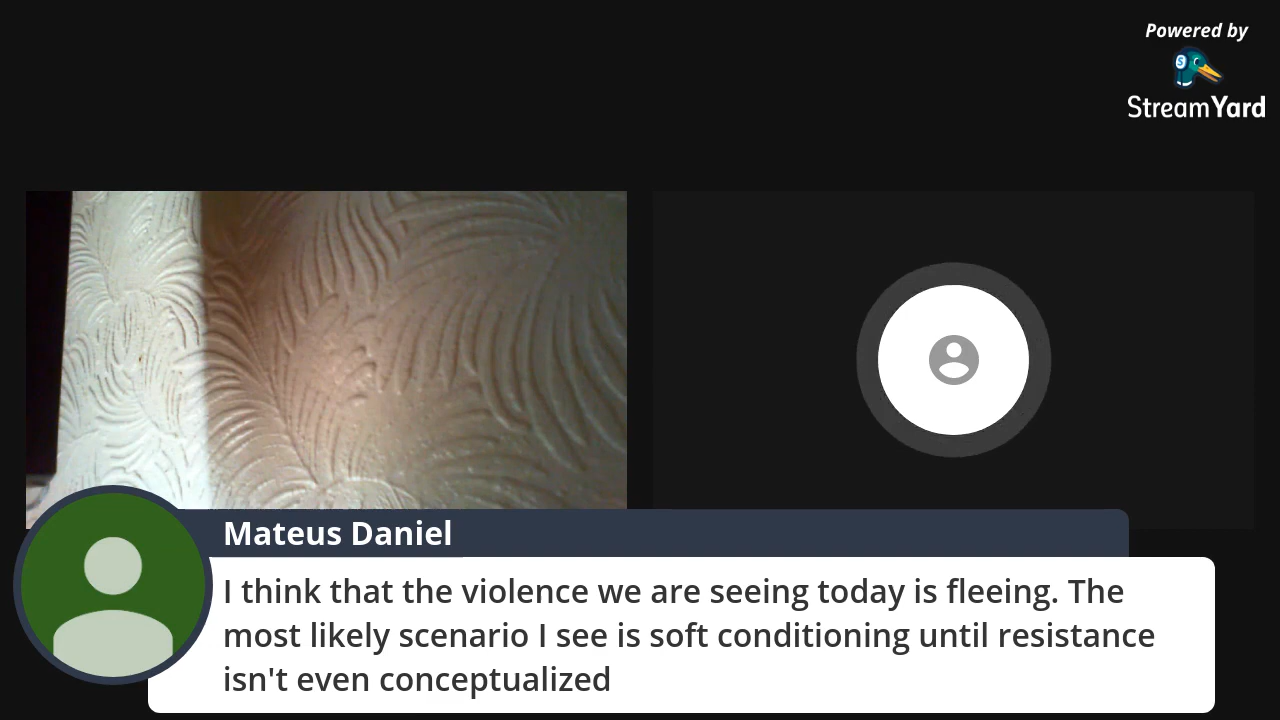 Powered by
StreamYard
Mateus Daniel
I think that the violence we are seeing today is fleeing. The
most likely scenario I see is soft conditioning until resistance
isn't even conceptualized